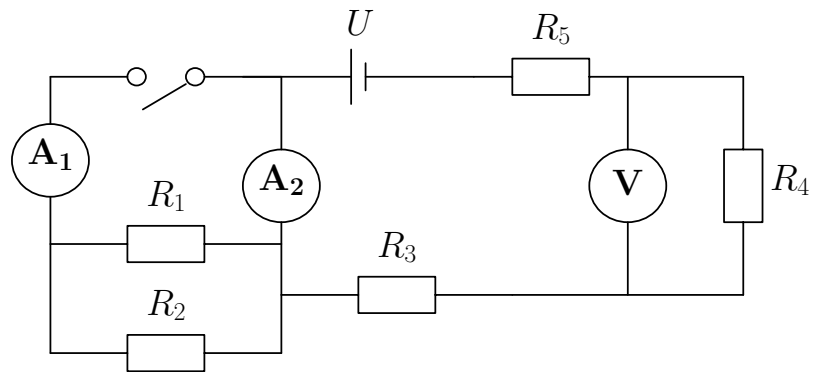 U
R₅
A₁
A₂
V
R₄
R₁
R₃
R₂